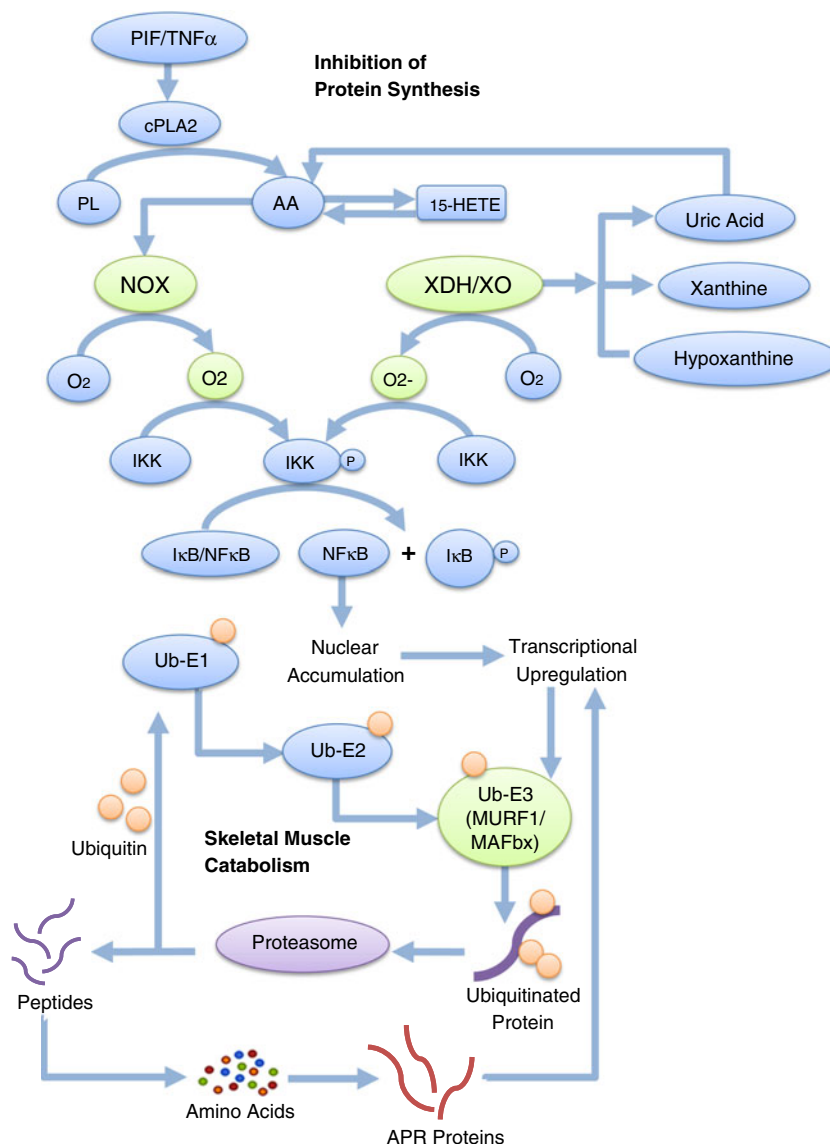 PIF/TNFα
Inhibition of
Protein Synthesis
cPLA2
PL
AA
15-HETE
Uric Acid
NOX
XDH/XO
Xanthine
O2
O2
O2-
O2
Hypoxanthine
IKK
IKK
P
IKK
IκB/NFκB
NFκB
+
IκB
P
Nuclear
Accumulation
Transcriptional
Upregulation
Ub-E1
Ub-E2
Ub-E3
(MURF1/
MAFbx)
Ubiquitin
Skeletal Muscle
Catabolism
Proteasome
Peptides
Ubiquitinated
Protein
Amino Acids
APR Proteins